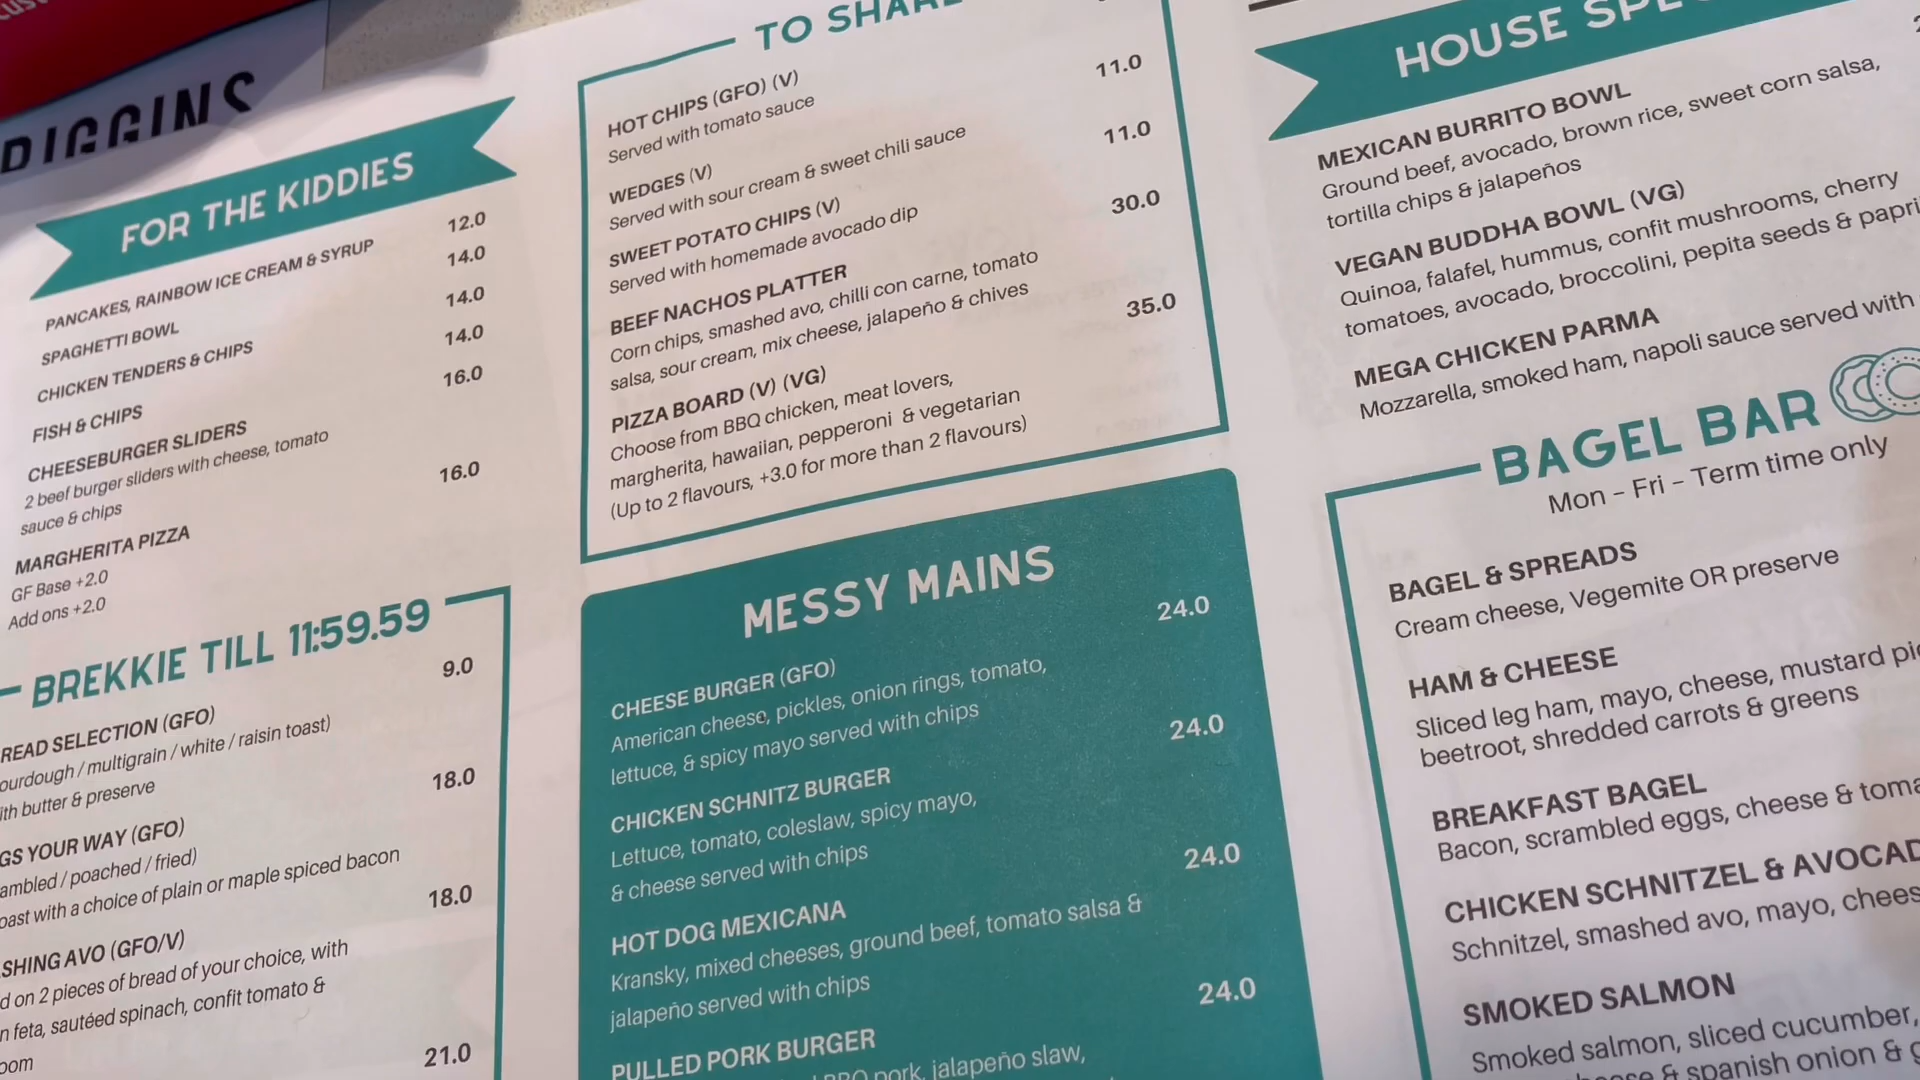 DIGGINS
FOR THE KIDDIES
PANCAKES, RAINBOW ICE CREAM & SYRUP 12.0
SPAGHETTI BOWL 14.0
CHICKEN TENDERS & CHIPS 14.0
FISH & CHIPS 14.0
CHEESEBURGER SLIDERS 16.0
2 beef burger sliders with cheese, tomato
sauce & chips
MARGHERITA PIZZA 16.0
GF Base +2.0
Add ons +2.0
BREKKIE TILL 11:59.59
READ SELECTION (GFO) 9.0
ourdough / multigrain / white / raisin toast)
ith butter & preserve
GS YOUR WAY (GFO) 18.0
ambled / poached / fried)
oast with a choice of plain or maple spiced bacon
SHING AVO (GFO/V) 18.0
d on 2 pieces of bread of your choice, with
n feta, sautéed spinach, confit tomato &
oom
21.0
TO SHARE
HOT CHIPS (GFO) (V)
Served with tomato sauce
WEDGES (V) 11.0
Served with sour cream & sweet chili sauce
SWEET POTATO CHIPS (V) 11.0
Served with homemade avocado dip
BEEF NACHOS PLATTER 30.0
Corn chips, smashed avo, chilli con carne, tomato
salsa, sour cream, mix cheese, jalapeño & chives
PIZZA BOARD (V) (VG) 35.0
Choose from BBQ chicken, meat lovers,
margherita, hawaiian, pepperoni & vegetarian
(Up to 2 flavours, +3.0 for more than 2 flavours)
MESSY MAINS
CHEESE BURGER (GFO) 24.0
American cheese, pickles, onion rings, tomato,
lettuce, & spicy mayo served with chips
CHICKEN SCHNITZ BURGER 24.0
Lettuce, tomato, coleslaw, spicy mayo,
& cheese served with chips
HOT DOG MEXICANA 24.0
Kransky, mixed cheeses, ground beef, tomato salsa &
jalapeño served with chips
PULLED PORK BURGER 24.0
BBQ pork, jalapeño slaw,
HOUSE SPE
MEXICAN BURRITO BOWL
Ground beef, avocado, brown rice, sweet corn salsa,
tortilla chips & jalapeños
VEGAN BUDDHA BOWL (VG)
Quinoa, falafel, hummus, confit mushrooms, cherry
tomatoes, avocado, broccolini, pepita seeds & papri
MEGA CHICKEN PARMA
Mozzarella, smoked ham, napoli sauce served with
BAGEL BAR
Mon - Fri - Term time only
BAGEL & SPREADS
Cream cheese, Vegemite OR preserve
HAM & CHEESE
Sliced leg ham, mayo, cheese, mustard pic
beetroot, shredded carrots & greens
BREAKFAST BAGEL
Bacon, scrambled eggs, cheese & toma
CHICKEN SCHNITZEL & AVOCAD
Schnitzel, smashed avo, mayo, chees
SMOKED SALMON
Smoked salmon, sliced cucumber,
& spanish onion & g